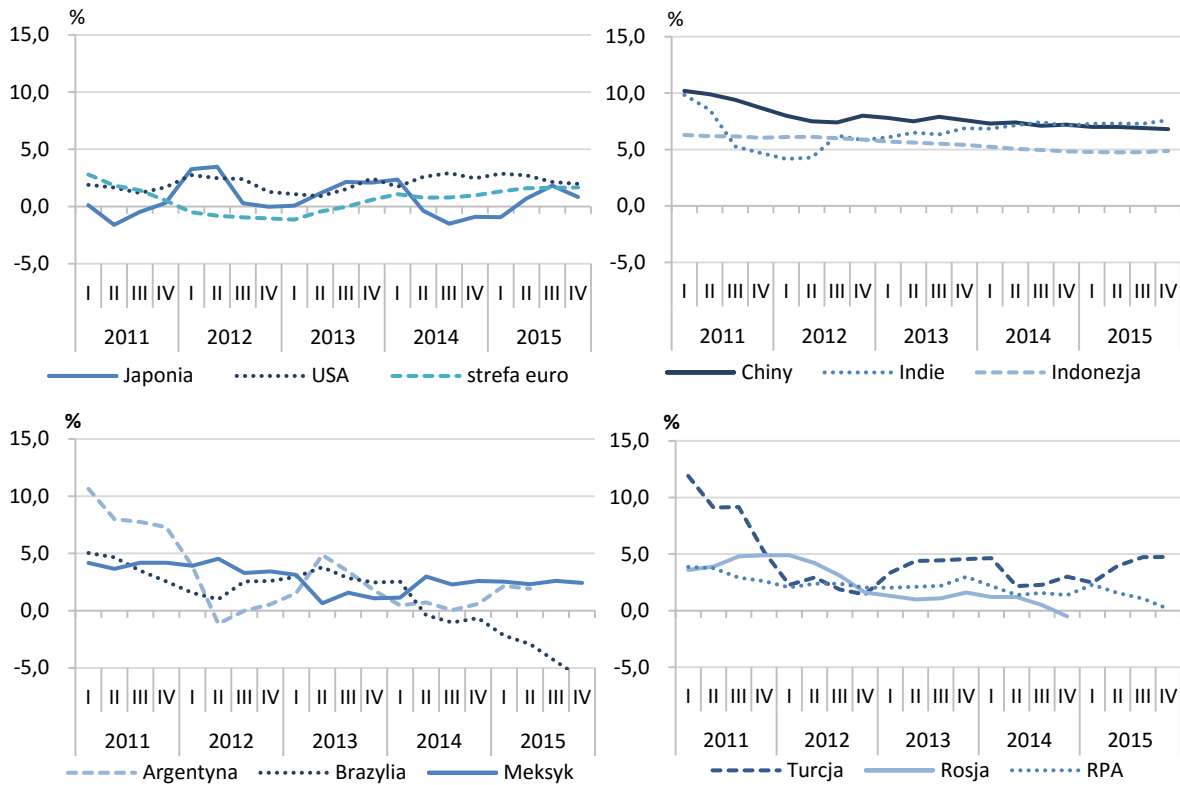 %
15,0
10,0
5,0
0,0
-5,0
I II III IV I II III IV I II III IV I II III IV I II III IV
2011 2012 2013 2014 2015
Japonia USA strefa euro
%
15,0
10,0
5,0
0,0
-5,0
I II III IV I II III IV I II III IV I II III IV I II III IV
2011 2012 2013 2014 2015
Chiny Indie Indonezja
%
15,0
10,0
5,0
0,0
-5,0
I II III IV I II III IV I II III IV I II III IV I II III IV
2011 2012 2013 2014 2015
Argentyna Brazylia Meksyk
%
15,0
10,0
5,0
0,0
-5,0
I II III IV I II III IV I II III IV I II III IV I II III IV
2011 2012 2013 2014 2015
Turcja Rosja RPA